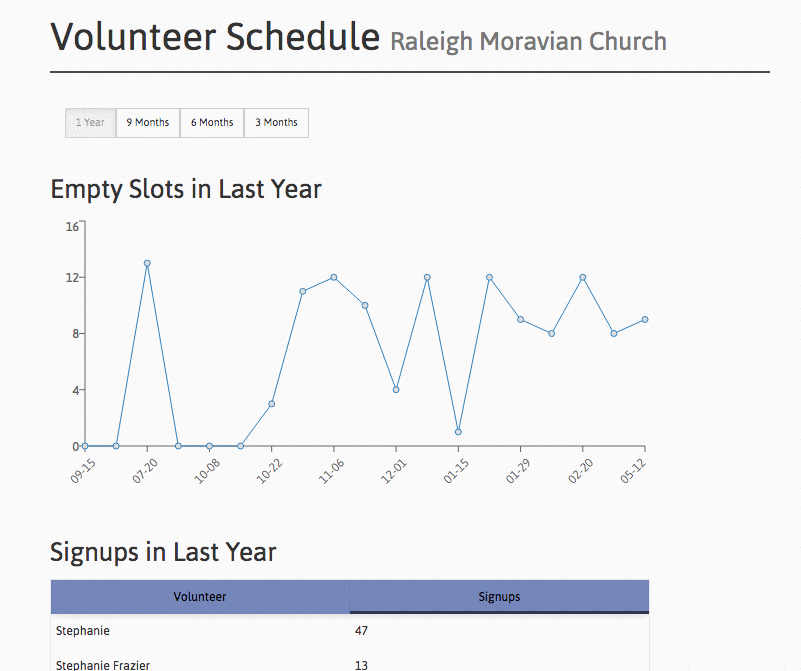 Volunteer Schedule Raleigh Moravian Church
1 Year 9 Months 6 Months 3 Months
Empty Slots in Last Year
16
12
8
4
0
09-15 07-20 10-08 10-22 11-06 12-01 01-15 01-29 02-20 05-12
Signups in Last Year
Volunteer Signups
Stephanie 47
Stephanie Frazier 13